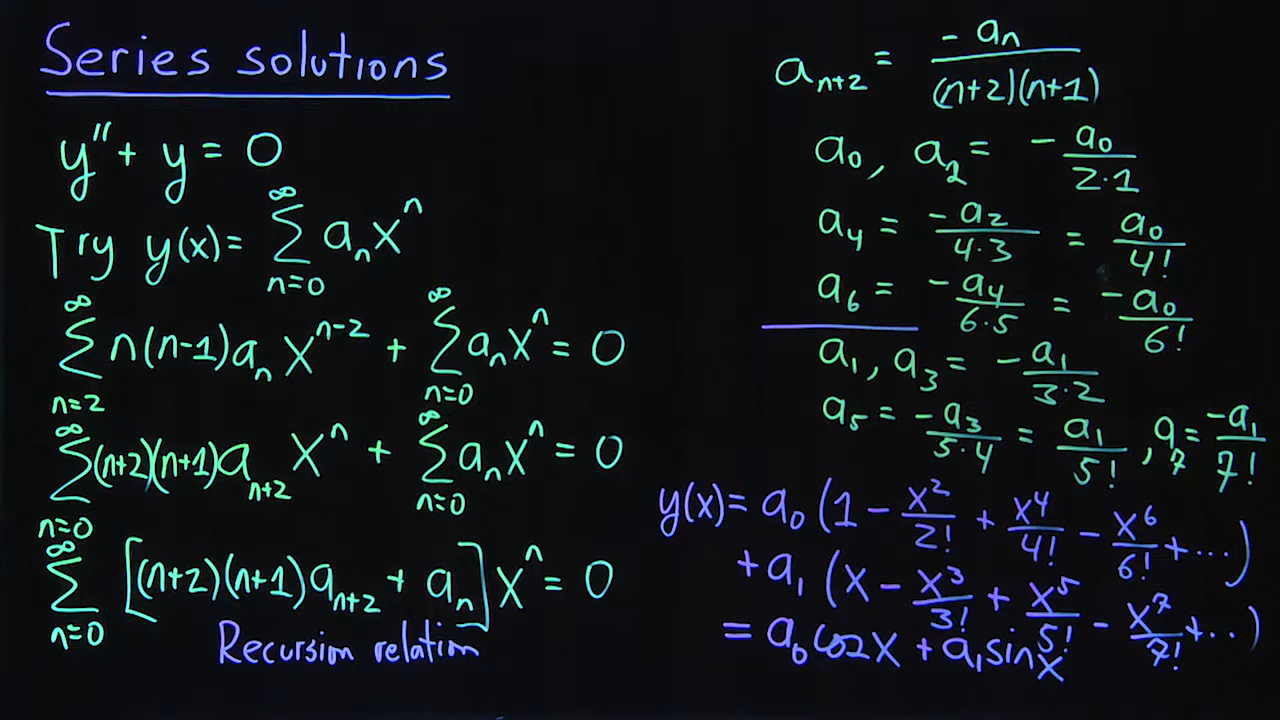 Series solutions
y'' + y = 0
Try y(x) = ∑_{n=0}^{∞} a_n x^n
∑_{n=2}^{∞} n(n-1)a_n x^{n-2} + ∑_{n=0}^{∞} a_n x^n = 0
∑_{n=0}^{∞} (n+2)(n+1)a_{n+2} x^n + ∑_{n=0}^{∞} a_n x^n = 0
∑_{n=0}^{∞} [(n+2)(n+1)a_{n+2} + a_n] x^n = 0
Recursion relation
a_{n+2} = -a_n / (n+2)(n+1)
a_0, a_2 = - a_0 / 2·1
a_4 = -a_2 / 4·3 = a_0 / 4!
a_6 = -a_4 / 6·5 = -a_0 / 6!
a_1, a_3 = -a_1 / 3·2
a_5 = -a_3 / 5·4 = a_1 / 5!, a_7 = -a_1 / 7!
y(x) = a_0 (1 - x^2/2! + x^4/4! - x^6/6! + ...)
+ a_1 (x - x^3/3! + x^5/5! - x^7/7! + ...)
= a_0 cos x + a_1 sin x